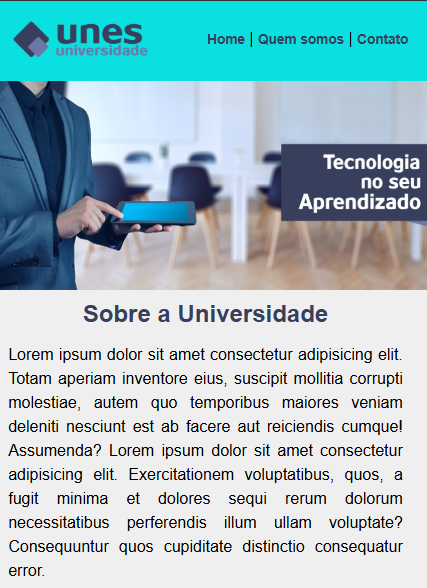 unes
universidade
Home | Quem somos | Contato
Tecnologia
no seu
Aprendizado
Sobre a Universidade
Lorem ipsum dolor sit amet consectetur adipisicing elit.
Totam aperiam inventore eius, suscipit mollitia corrupti
molestiae, autem quo temporibus maiores veniam
deleniti nesciunt est ab facere aut reiciendis cumque!
Assumenda? Lorem ipsum dolor sit amet consectetur
adipisicing elit. Exercitationem voluptatibus, quos, a
fugit minima et dolores sequi rerum dolorum
necessitatibus perferendis illum ullam voluptate?
Consequuntur quos cupiditate distinctio consequatur
error.